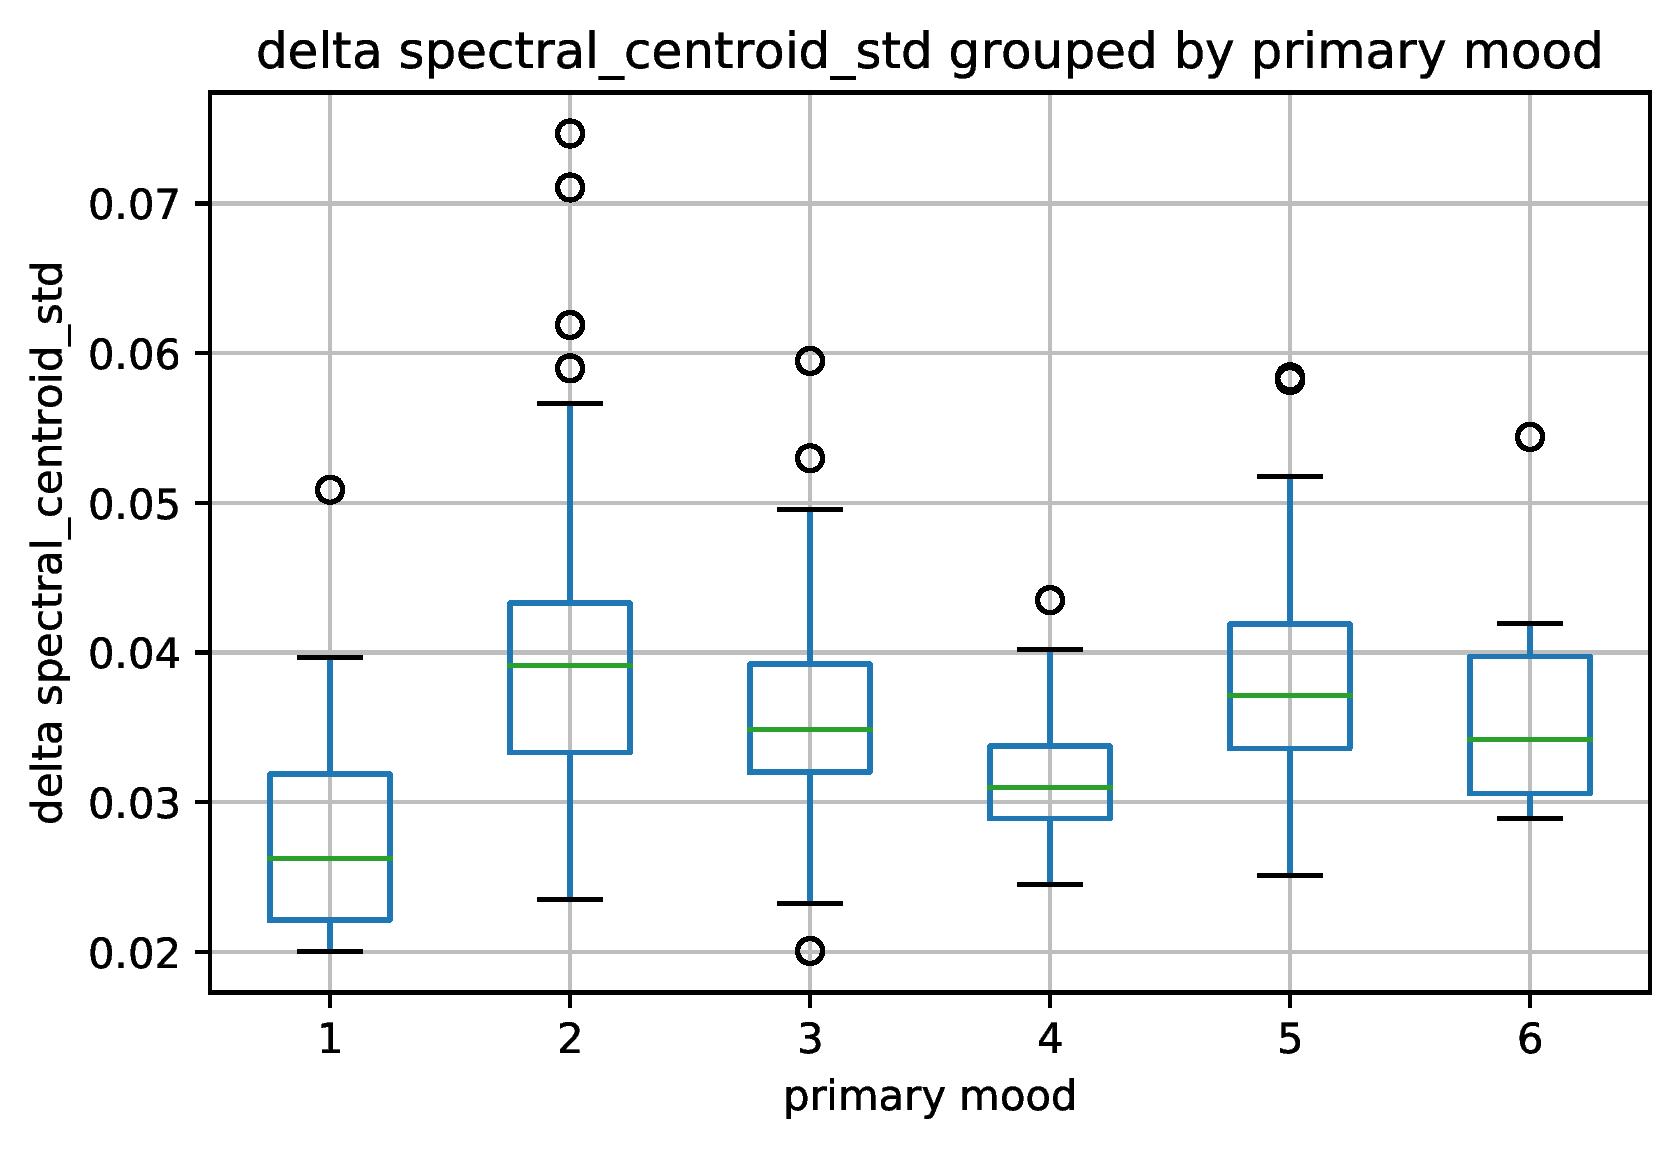 delta spectral_centroid_std grouped by primary mood
delta spectral_centroid_std
0.07
0.06
0.05
0.04
0.03
0.02
1 2 3 4 5 6
primary mood